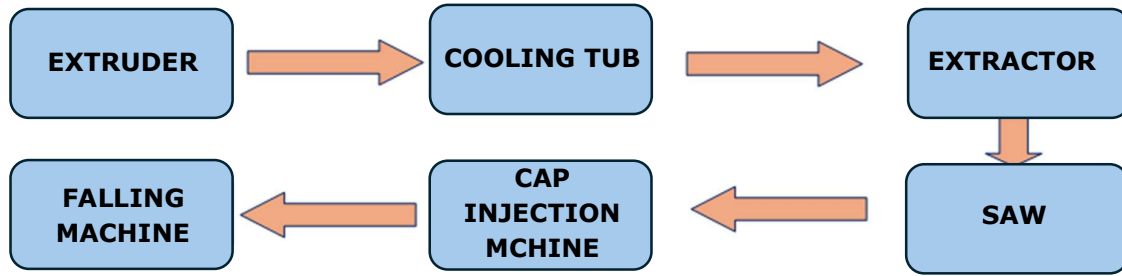 EXTRUDER
COOLING TUB
EXTRACTOR
FALLING
MACHINE
CAP
INJECTION
MCHINE
SAW